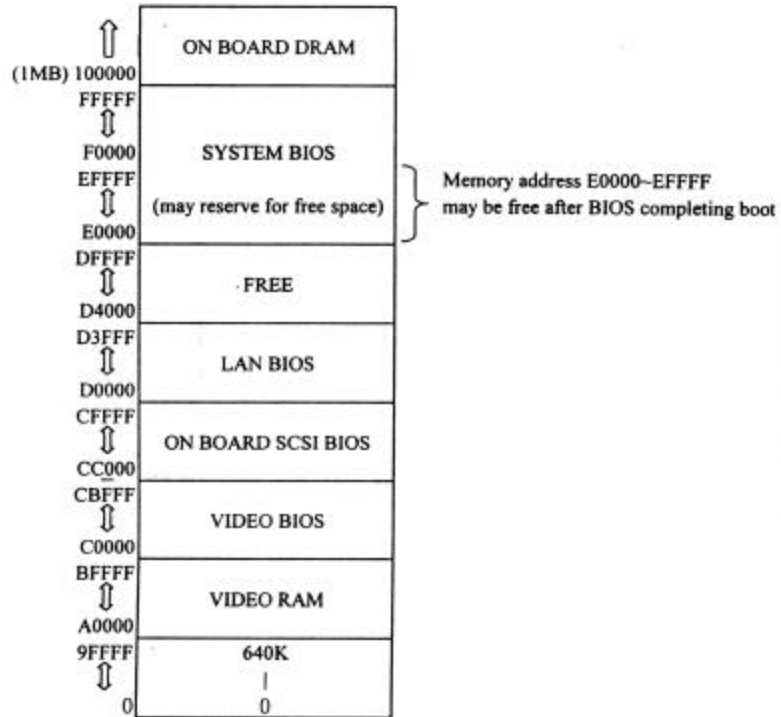 ON BOARD DRAM
(1MB) 100000
FFFFF
F0000
SYSTEM BIOS
EFFFF
(may reserve for free space)
E0000
Memory address E0000~EFFFF
may be free after BIOS completing boot
DFFFF
FREE
D4000
D3FFF
LAN BIOS
D0000
CFFFF
ON BOARD SCSI BIOS
CC000
CBFFF
VIDEO BIOS
C0000
BFFFF
VIDEO RAM
A0000
9FFFF
640K
0
0